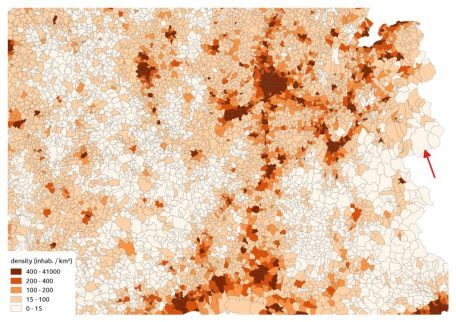 density (inhab. / km²)
400 - 41000
200 - 400
100 - 200
15 - 100
0 - 15